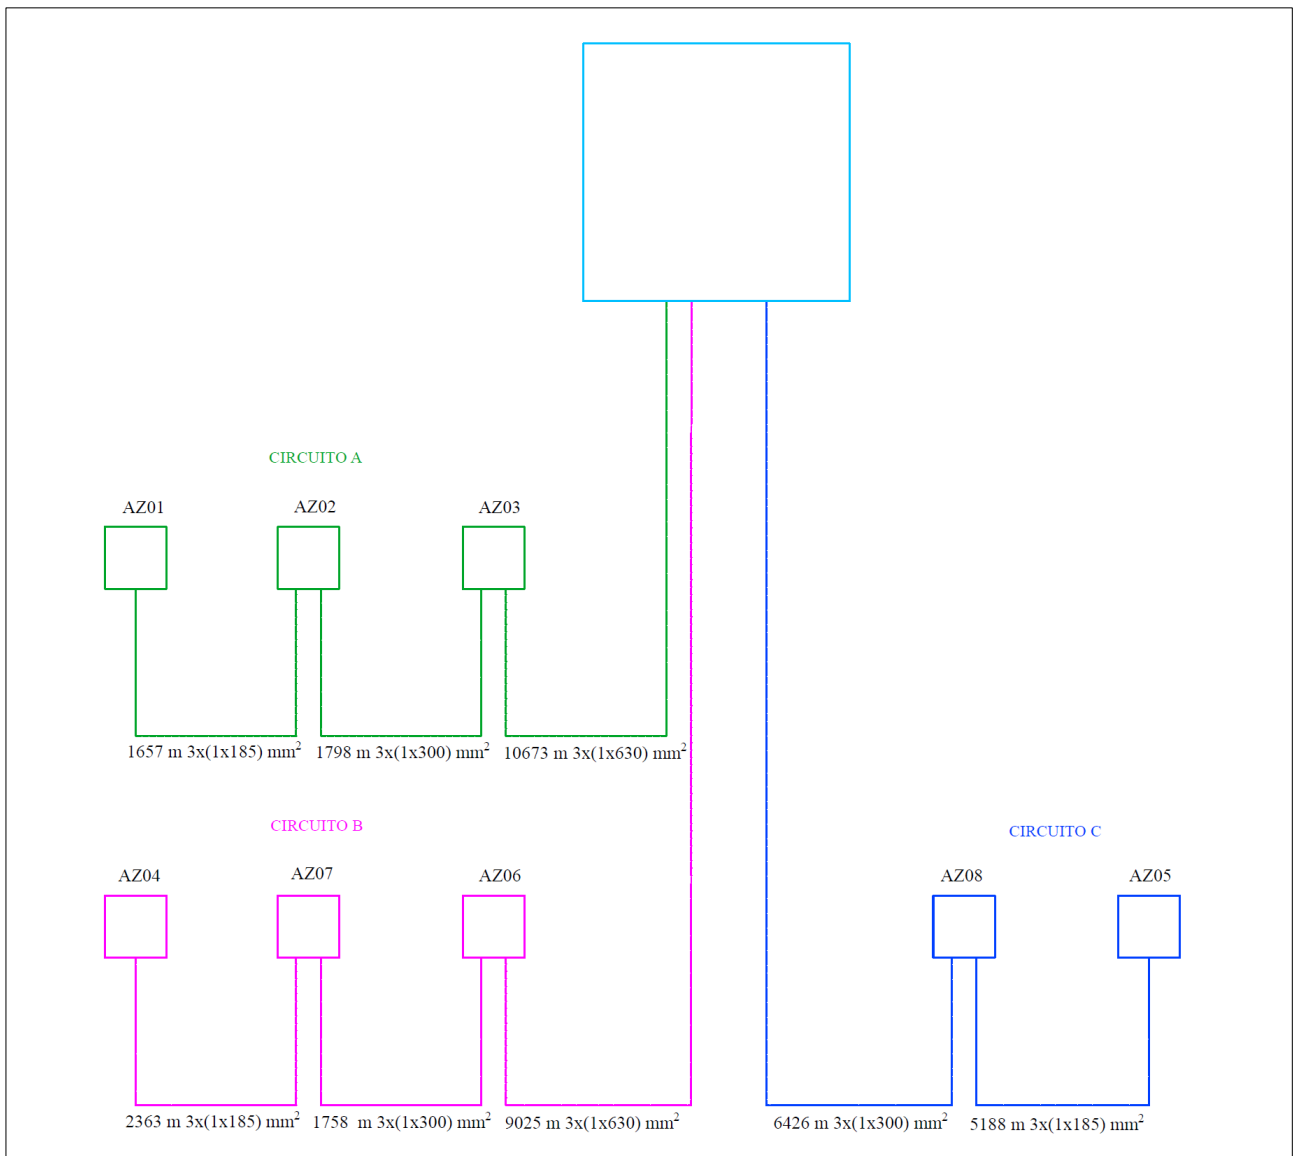 CIRCUITO A
AZ01 AZ02 AZ03
1657 m 3x(1x185) mm² 1798 m 3x(1x300) mm² 10673 m 3x(1x630) mm²
CIRCUITO B
AZ04 AZ07 AZ06
2363 m 3x(1x185) mm² 1758 m 3x(1x300) mm² 9025 m 3x(1x630) mm²
CIRCUITO C
AZ08 AZ05
6426 m 3x(1x300) mm² 5188 m 3x(1x185) mm²